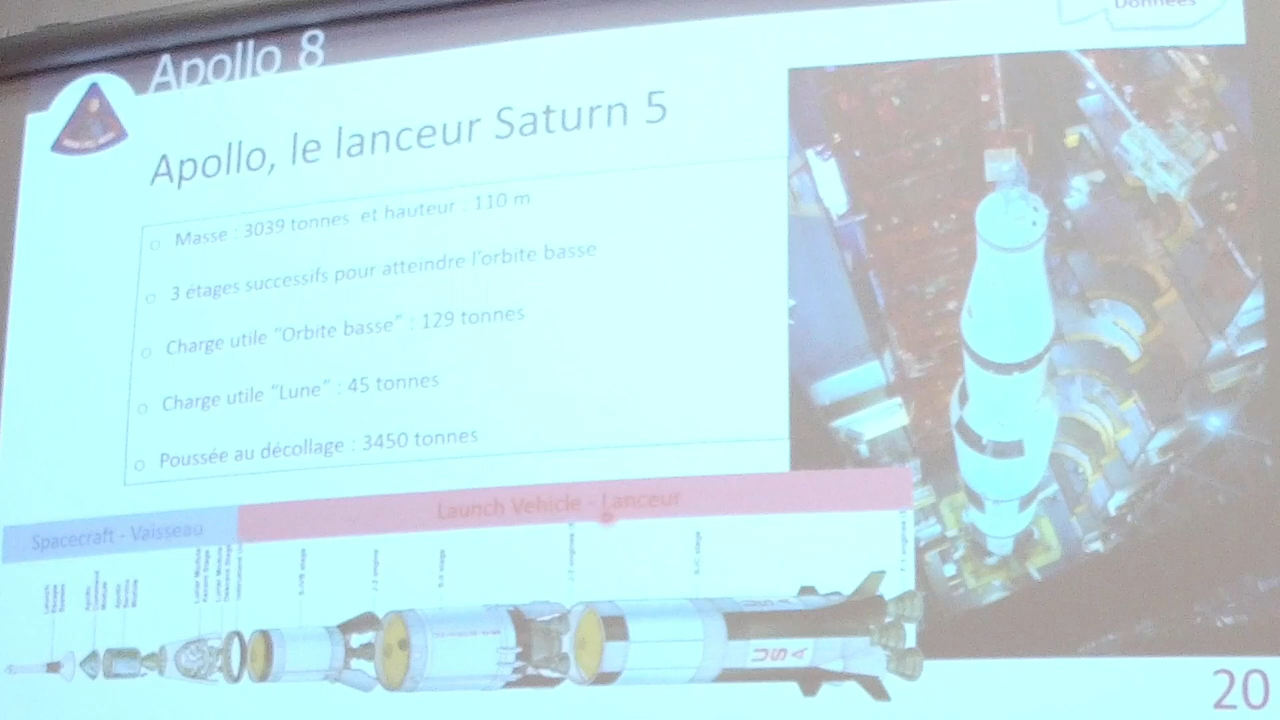 Données
Apollo 8
Apollo, le lanceur Saturn 5
o Masse : 3039 tonnes et hauteur : 110 m
o 3 étages successifs pour atteindre l'orbite basse
o Charge utile "Orbite basse" : 129 tonnes
o Charge utile "Lune" : 45 tonnes
o Poussée au décollage : 3450 tonnes
Spacecraft - Vaisseau
Launch Vehicle - Lanceur
USA
20